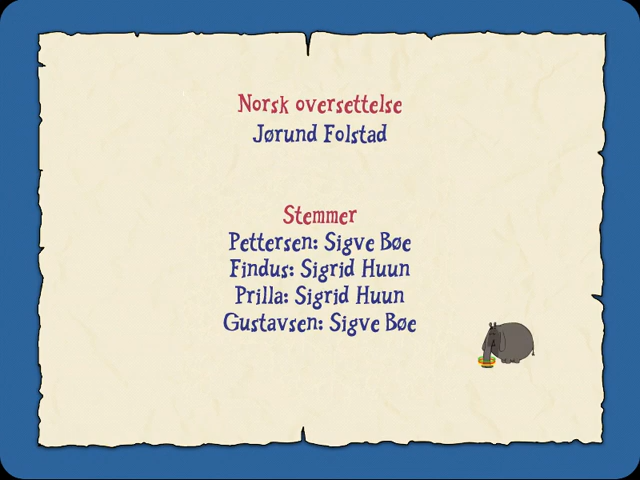 Norsk oversettelse
Jørund Folstad
Stemmer
Pettersen: Sigve Bøe
Findus: Sigrid Huun
Prilla: Sigrid Huun
Gustavsen: Sigve Bøe